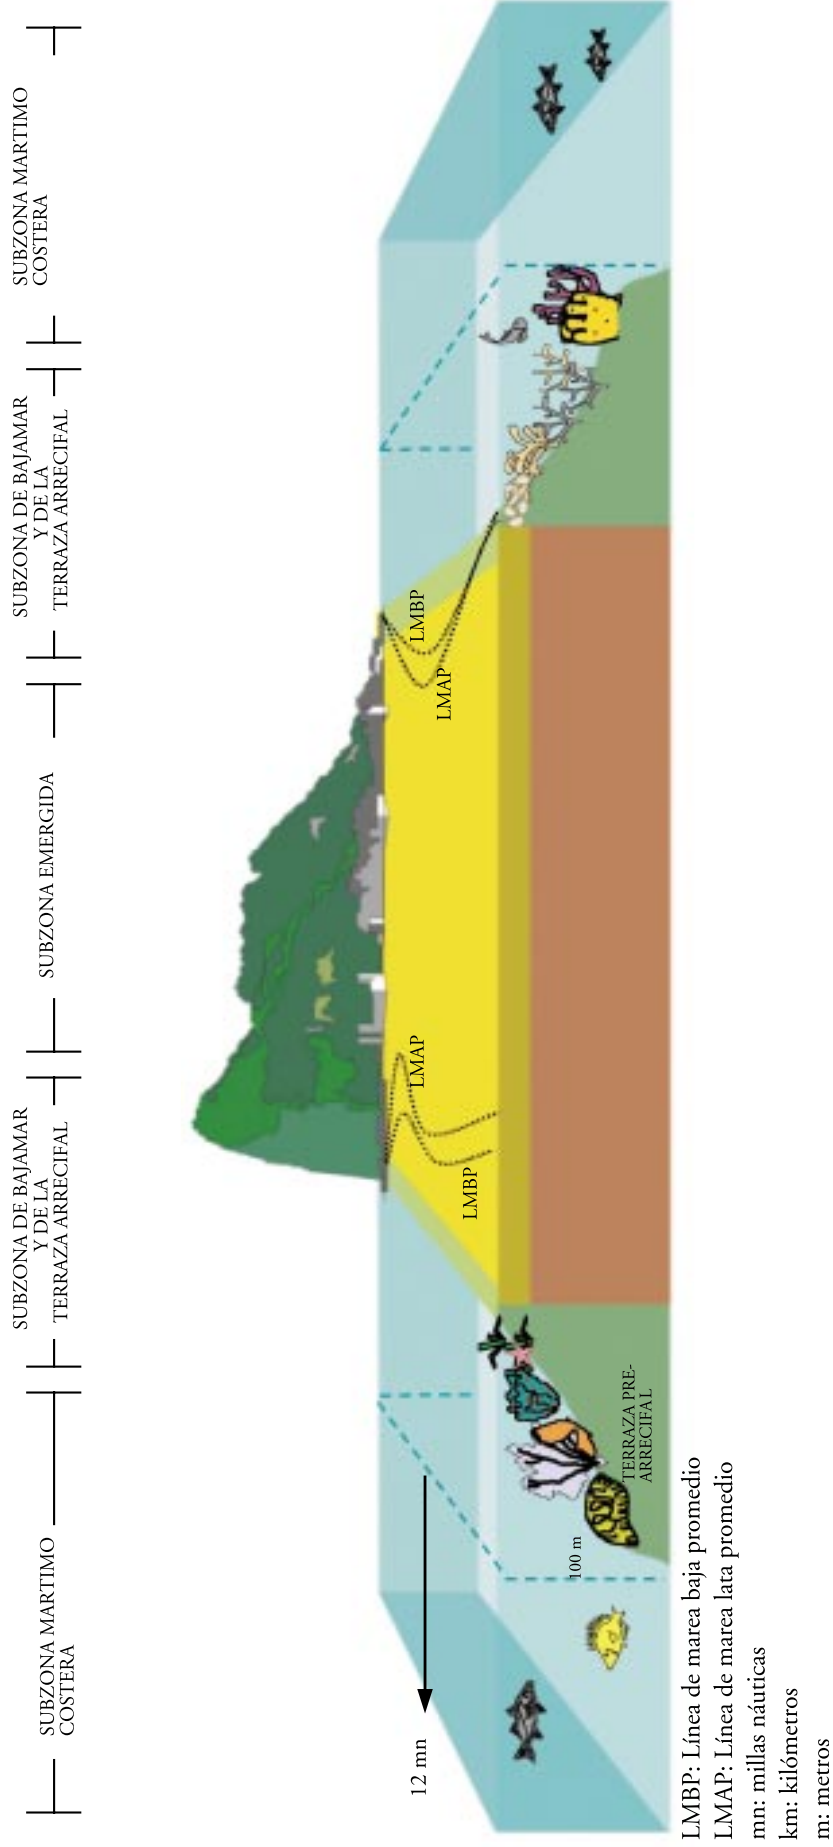 SUBZONA MARTIMO
COSTERA
SUBZONA DE BAJAMAR
Y DE LA
TERRAZA ARRECIFAL
SUBZONA EMERGIDA
SUBZONA DE BAJAMAR
Y DE LA
TERRAZA ARRECIFAL
SUBZONA MARTIMO
COSTERA
12 mn
LMBP
LMAP
LMAP
LMBP
100 m
TERRAZA PRE-
ARRECIFAL
LMBP: Línea de marea baja promedio
LMAP: Línea de marea lata promedio
mn: millas náuticas
km: kilómetros
m: metros